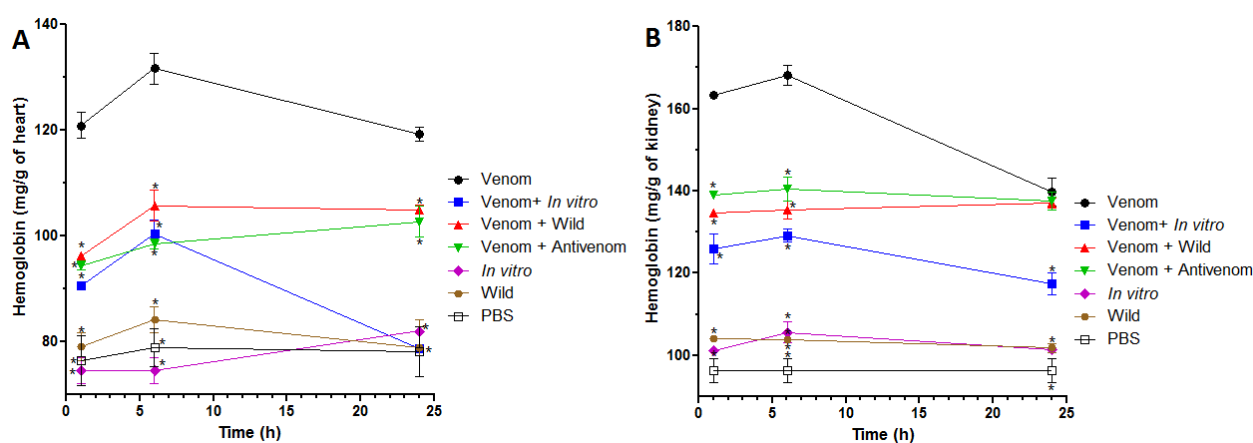 A
Hemoglobin (mg/g of heart)
140
120
100
80
0
5
10
15
20
25
Time (h)
Venom
Venom+ In vitro
Venom + Wild
Venom + Antivenom
In vitro
Wild
PBS
B
Hemoglobin (mg/g of kidney)
180
160
140
120
100
0
5
10
15
20
25
Time (h)
Venom
Venom+ In vitro
Venom + Wild
Venom + Antivenom
In vitro
Wild
PBS